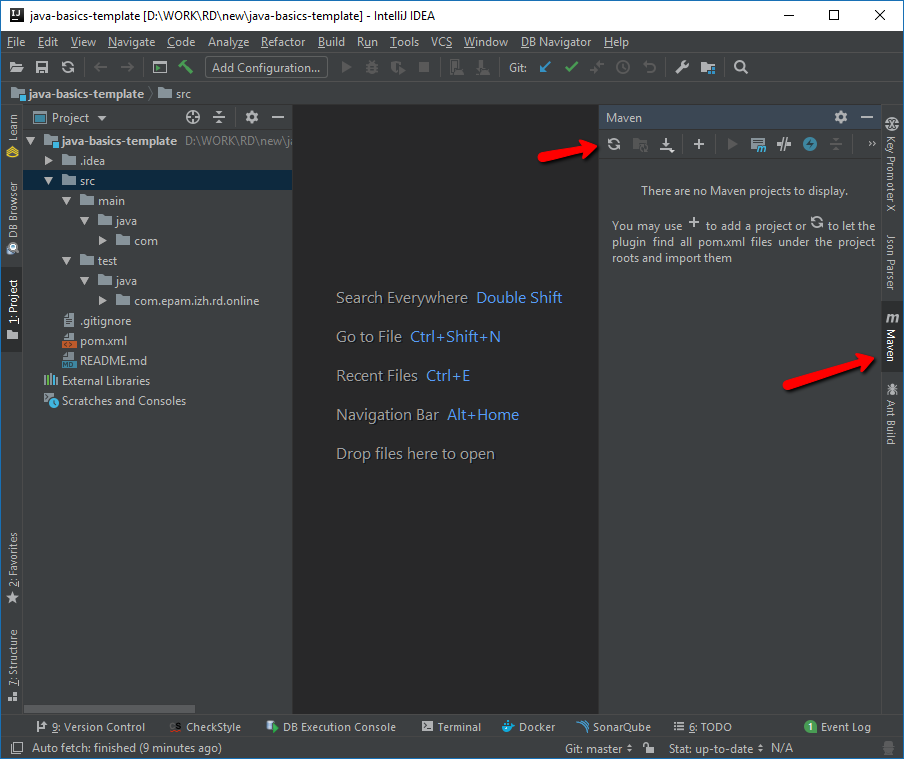 java-basics-template [D:\WORK\RD\new\java-basics-template] - IntelliJ IDEA
File Edit View Navigate Code Analyze Refactor Build Run Tools VCS Window DB Navigator Help
Add Configuration... Git:
java-basics-template src
Learn
DB Browser
1: Project
2: Favorites
7: Structure
Project
java-basics-template D:\WORK\RD\new\j
.idea
src
main
java
com
test
java
com.epam.izh.rd.online
.gitignore
pom.xml
README.md
External Libraries
Scratches and Consoles
Search Everywhere Double Shift
Go to File Ctrl+Shift+N
Recent Files Ctrl+E
Navigation Bar Alt+Home
Drop files here to open
Maven
There are no Maven projects to display.
You may use + to add a project or to let the
plugin find all pom.xml files under the project
roots and import them
Key Promoter X
Json Parser
m Maven
Ant Build
9: Version Control CheckStyle DB Execution Console Terminal Docker SonarQube 6: TODO 1 Event Log
Auto fetch: finished (9 minutes ago) Git: master Stat: up-to-date N/A